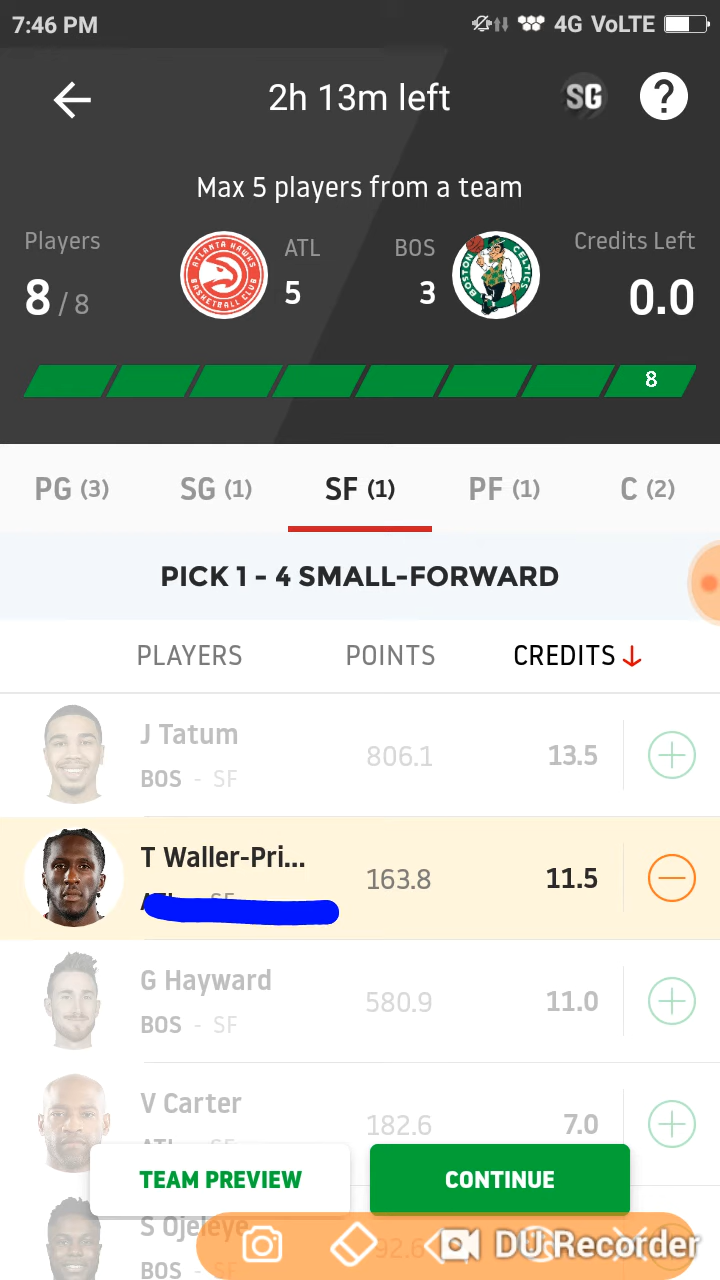 7:46 PM 4G VoLTE
2h 13m left SG ?
Max 5 players from a team
Players ATL BOS Credits Left
8 / 8 5 3 0.0
8
PG (3) SG (1) SF (1) PF (1) C (2)
PICK 1 - 4 SMALL-FORWARD
PLAYERS POINTS CREDITS
J Tatum 806.1 13.5
BOS - SF
T Waller-Pri... 163.8 11.5
G Hayward 580.9 11.0
BOS - SF
V Carter 182.6 7.0
TEAM PREVIEW CONTINUE
S Ojeleye
BOS - SF
DU Recorder